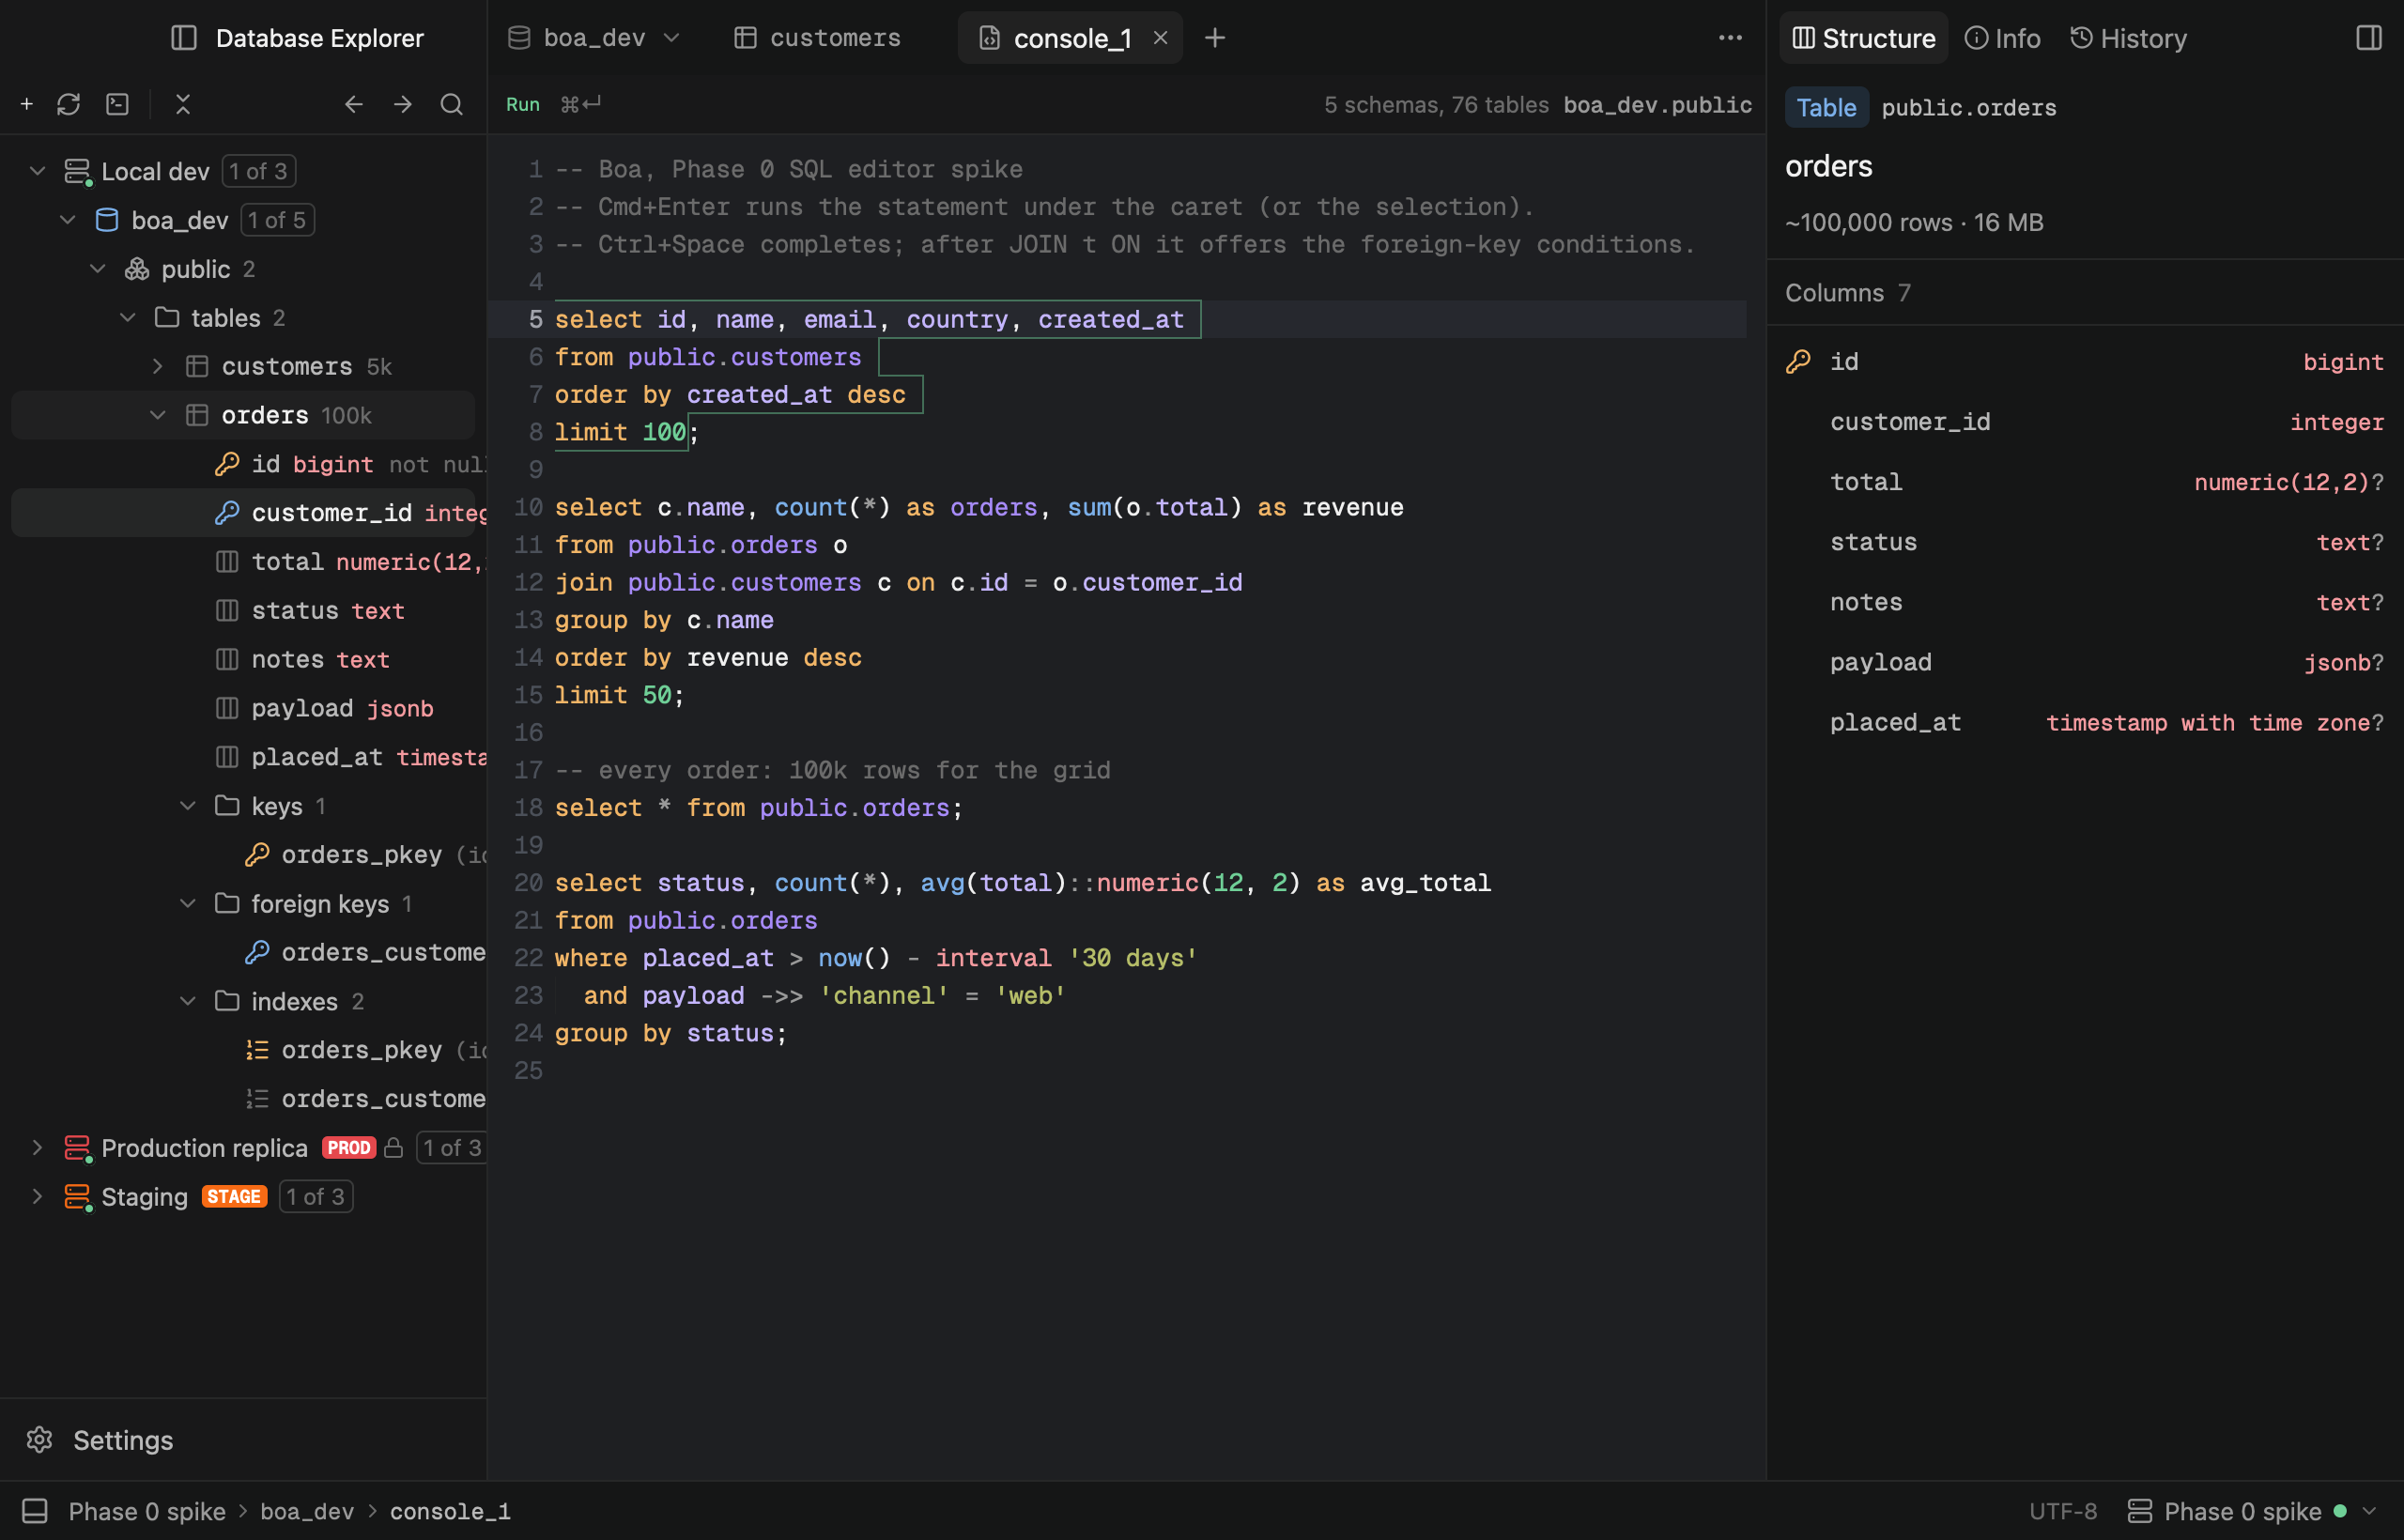 Database Explorer
boa_dev
customers
console_1
Structure
Info
History
Run ⌘↵
5 schemas, 76 tables boa_dev.public
Local dev 1 of 3
boa_dev 1 of 5
public 2
tables 2
customers 5k
orders 100k
id bigint not null
customer_id integ
total numeric(12,
status text
notes text
payload jsonb
placed_at timesta
keys 1
orders_pkey (id
foreign keys 1
orders_custome
indexes 2
orders_pkey (id
orders_custome
Production replica PROD 1 of 3
Staging STAGE 1 of 3
Settings
1 -- Boa, Phase 0 SQL editor spike
2 -- Cmd+Enter runs the statement under the caret (or the selection).
3 -- Ctrl+Space completes; after JOIN t ON it offers the foreign-key conditions.
4
5 select id, name, email, country, created_at
6 from public.customers
7 order by created_at desc
8 limit 100;
9
10 select c.name, count(*) as orders, sum(o.total) as revenue
11 from public.orders o
12 join public.customers c on c.id = o.customer_id
13 group by c.name
14 order by revenue desc
15 limit 50;
16
17 -- every order: 100k rows for the grid
18 select * from public.orders;
19
20 select status, count(*), avg(total)::numeric(12, 2) as avg_total
21 from public.orders
22 where placed_at > now() - interval '30 days'
23   and payload ->> 'channel' = 'web'
24 group by status;
25
Table public.orders
orders
~100,000 rows · 16 MB
Columns 7
id bigint
customer_id integer
total numeric(12,2)?
status text?
notes text?
payload jsonb?
placed_at timestamp with time zone?
Phase 0 spike > boa_dev > console_1
UTF-8
Phase 0 spike